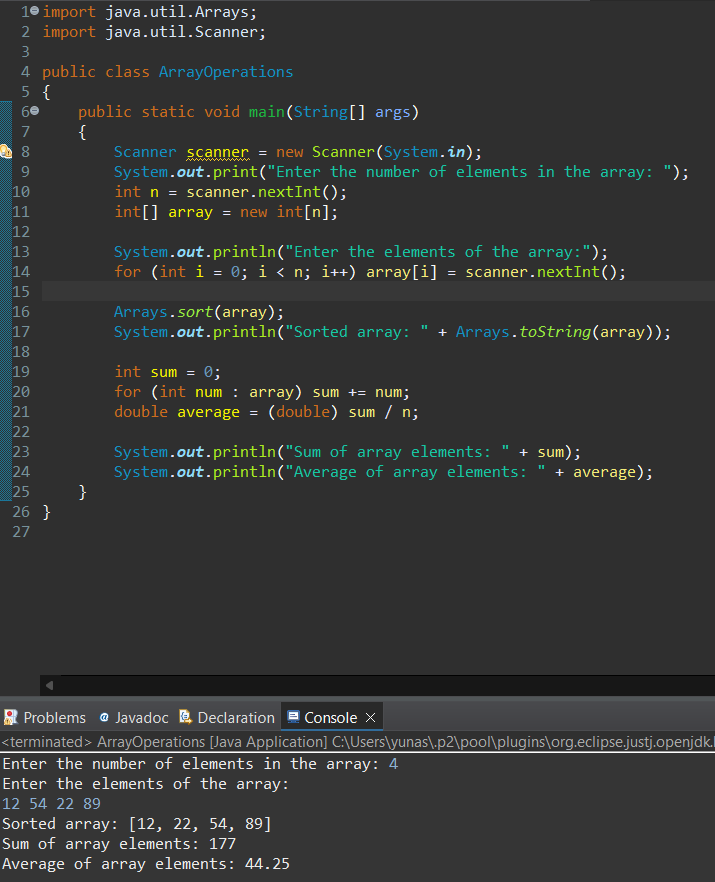 1 import java.util.Arrays;
2 import java.util.Scanner;
3
4 public class ArrayOperations
5 {
6     public static void main(String[] args)
7     {
8         Scanner scanner = new Scanner(System.in);
9         System.out.print("Enter the number of elements in the array: ");
10         int n = scanner.nextInt();
11         int[] array = new int[n];
12
13         System.out.println("Enter the elements of the array:");
14         for (int i = 0; i < n; i++) array[i] = scanner.nextInt();
15
16         Arrays.sort(array);
17         System.out.println("Sorted array: " + Arrays.toString(array));
18
19         int sum = 0;
20         for (int num : array) sum += num;
21         double average = (double) sum / n;
22
23         System.out.println("Sum of array elements: " + sum);
24         System.out.println("Average of array elements: " + average);
25     }
26 }
27
Problems @ Javadoc Declaration Console
<terminated> ArrayOperations [Java Application] C:\Users\yunas\.p2\pool\plugins\org.eclipse.justj.openjdk.
Enter the number of elements in the array: 4
Enter the elements of the array:
12 54 22 89
Sorted array: [12, 22, 54, 89]
Sum of array elements: 177
Average of array elements: 44.25